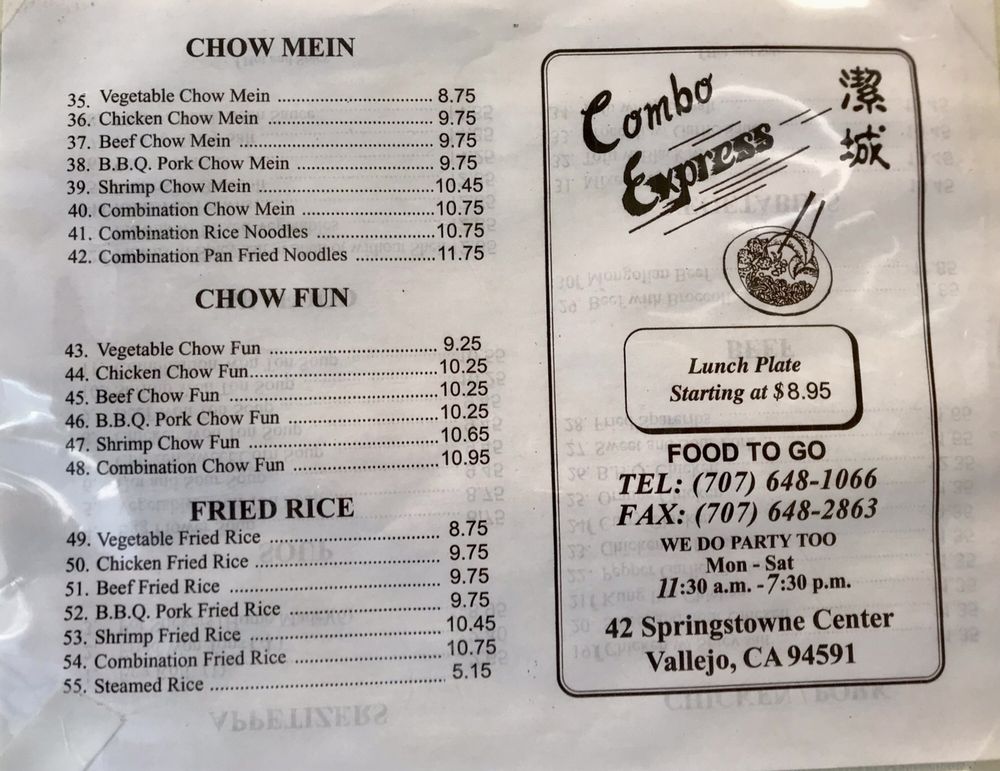 CHOW MEIN
35. Vegetable Chow Mein ............................ 8.75
36. Chicken Chow Mein ............................ 9.75
37. Beef Chow Mein ............................ 9.75
38. B.B.Q. Pork Chow Mein ............................ 9.75
39. Shrimp Chow Mein ............................ 10.45
40. Combination Chow Mein ............................ 10.75
41. Combination Rice Noodles ............................ 10.75
42. Combination Pan Fried Noodles ............................ 11.75
CHOW FUN
43. Vegetable Chow Fun ............................ 9.25
44. Chicken Chow Fun ............................ 10.25
45. Beef Chow Fun ............................ 10.25
46. B.B.Q. Pork Chow Fun ............................ 10.25
47. Shrimp Chow Fun ............................ 10.65
48. Combination Chow Fun ............................ 10.95
FRIED RICE
49. Vegetable Fried Rice ............................ 8.75
50. Chicken Fried Rice ............................ 9.75
51. Beef Fried Rice ............................ 9.75
52. B.B.Q. Pork Fried Rice ............................ 9.75
53. Shrimp Fried Rice ............................ 10.45
54. Combination Fried Rice ............................ 10.75
55. Steamed Rice ............................ 5.15
Combo
Express
潔城
Lunch Plate
Starting at $8.95
FOOD TO GO
TEL: (707) 648-1066
FAX: (707) 648-2863
WE DO PARTY TOO
Mon - Sat
11:30 a.m. - 7:30 p.m.
42 Springstowne Center
Vallejo, CA 94591